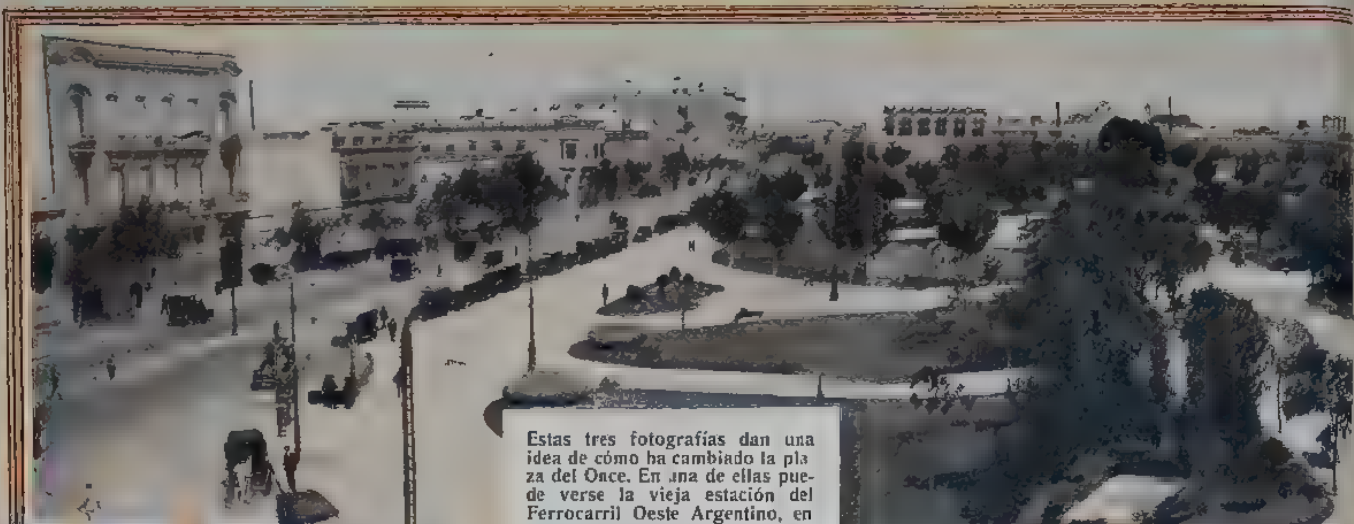 Estas tres fotografías dan una
idea de cómo ha cambiado la pla
za del Once. En una de ellas pue-
de verse la vieja estación del
Ferrocarril Oeste Argentino, en